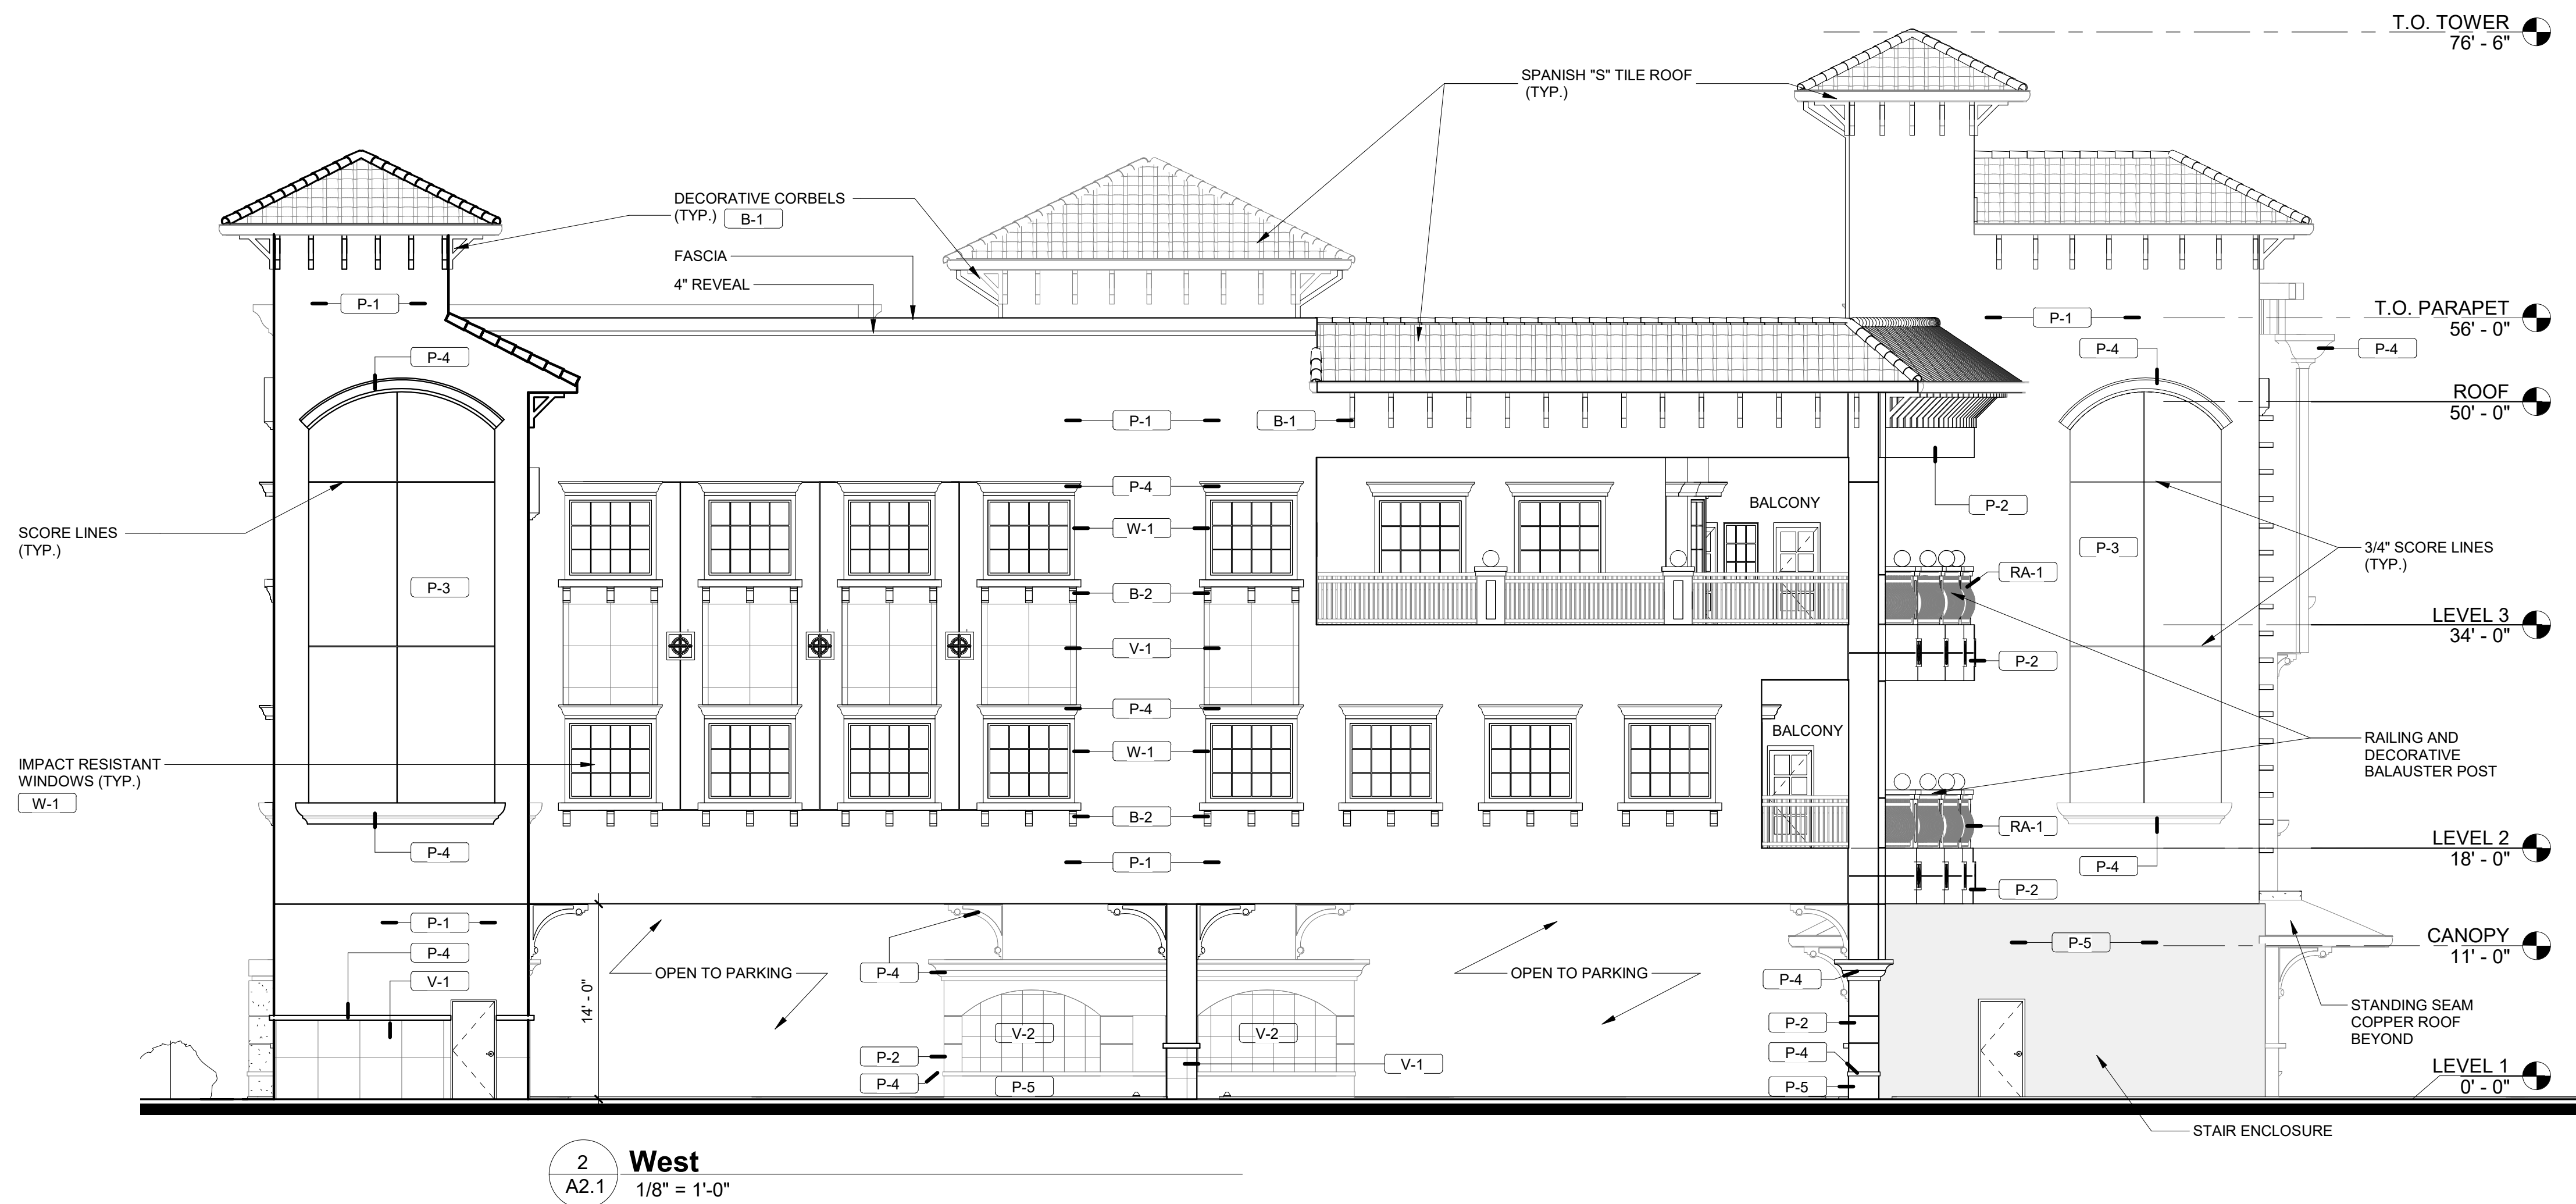 T.O. TOWER
76' - 6"
SPANISH "S" TILE ROOF
(TYP.)
DECORATIVE CORBELS
(TYP.) B-1
FASCIA
4" REVEAL
P-1
P-1
T.O. PARAPET
56' - 0"
P-4
P-4
P-4
ROOF
50' - 0"
P-1
B-1
P-4
P-2
BALCONY
W-1
SCORE LINES
(TYP.)
P-3
P-3
3/4" SCORE LINES
(TYP.)
RA-1
B-2
LEVEL 3
34' - 0"
V-1
P-2
P-4
BALCONY
W-1
RAILING AND
DECORATIVE
BALAUSTER POST
IMPACT RESISTANT
WINDOWS (TYP.)
W-1
B-2
RA-1
LEVEL 2
18' - 0"
P-4
P-1
P-4
P-2
P-1
P-4
V-1
14' - 0"
OPEN TO PARKING
P-4
OPEN TO PARKING
P-4
P-5
CANOPY
11' - 0"
STANDING SEAM
COPPER ROOF
BEYOND
V-2
V-2
P-2
P-2
P-4
P-5
V-1
P-4
P-5
LEVEL 1
0' - 0"
STAIR ENCLOSURE
2
A2.1
West
1/8" = 1'-0"